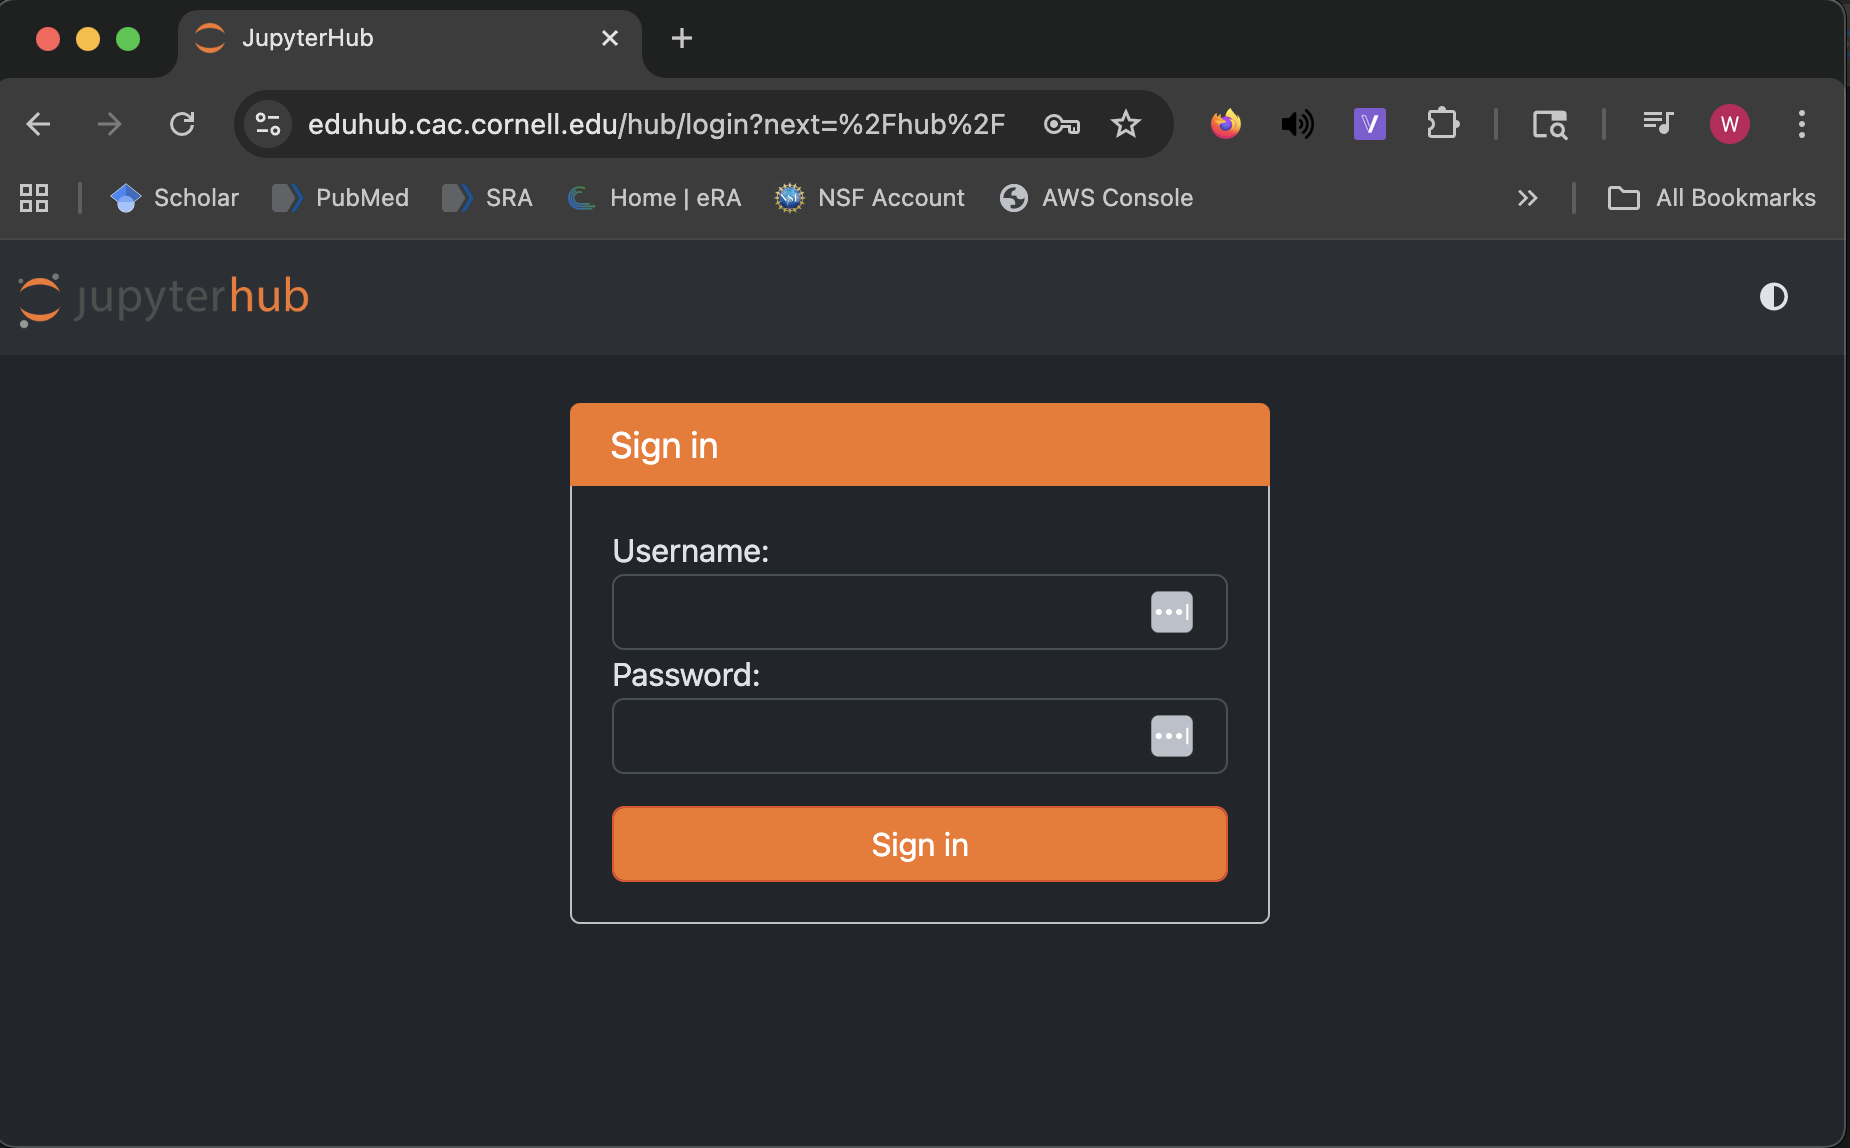 JupyterHub
eduhub.cac.cornell.edu/hub/login?next=%2Fhub%2F
V
W
Scholar
PubMed
SRA
Home | eRA
NSF
NSF Account
AWS Console
All Bookmarks
jupyterhub
Sign in
Username:
Password:
Sign in